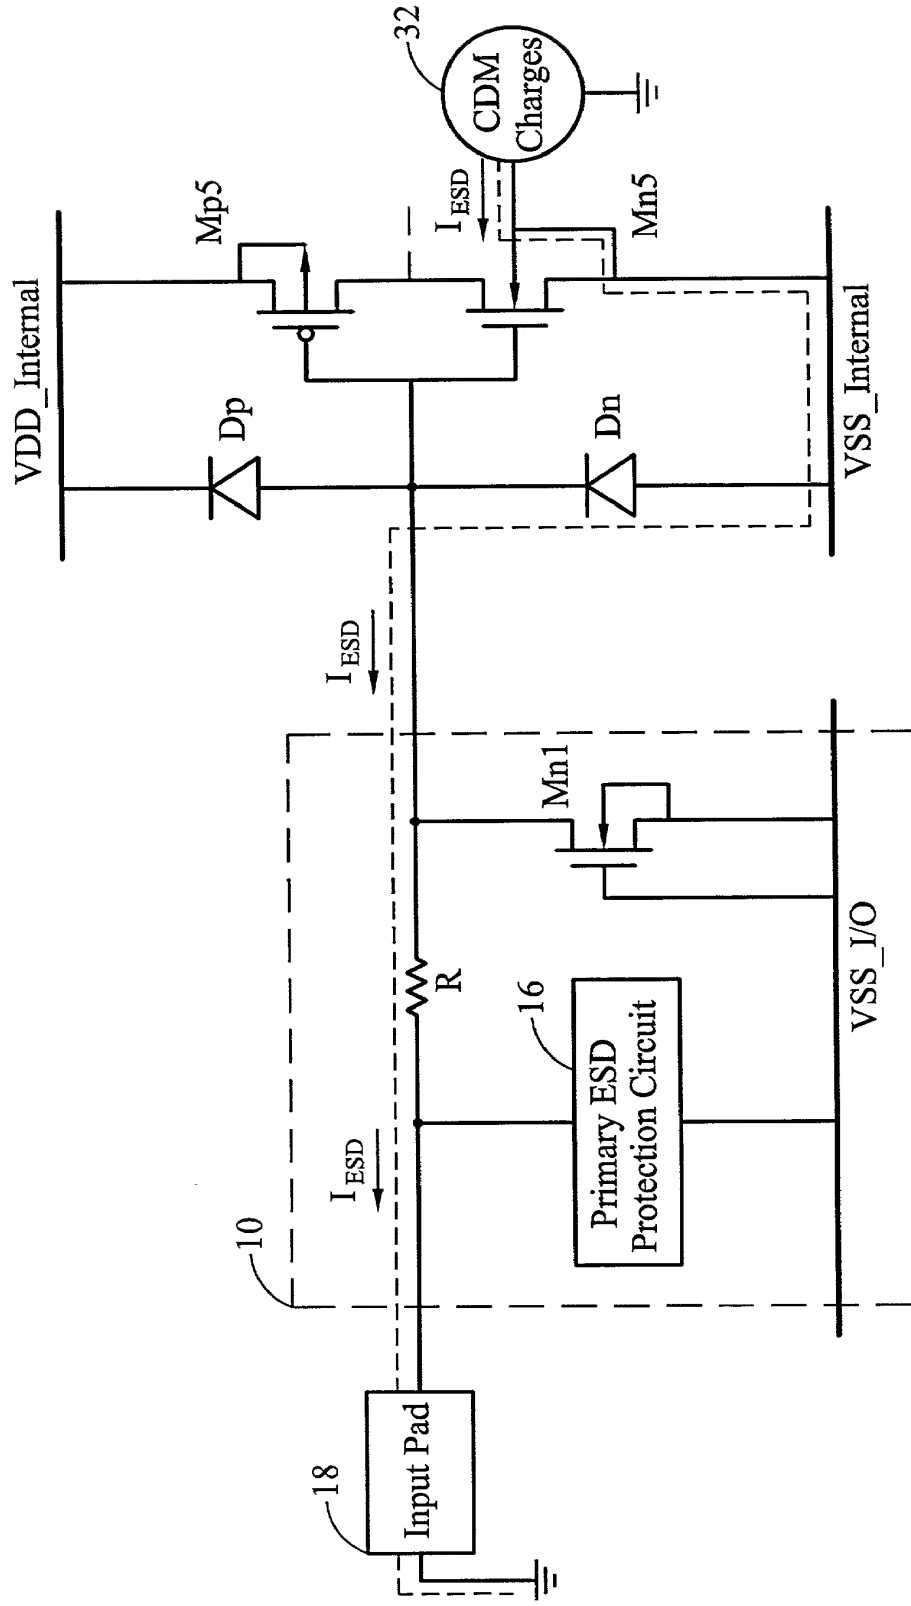 32
CDM
Charges
I_ESD
Mp5
Mn5
VDD_Internal
VSS_Internal
Dp
Dn
I_ESD
Mn1
R
16
Primary ESD
Protection Circuit
VSS_I/O
I_ESD
10
18
Input Pad